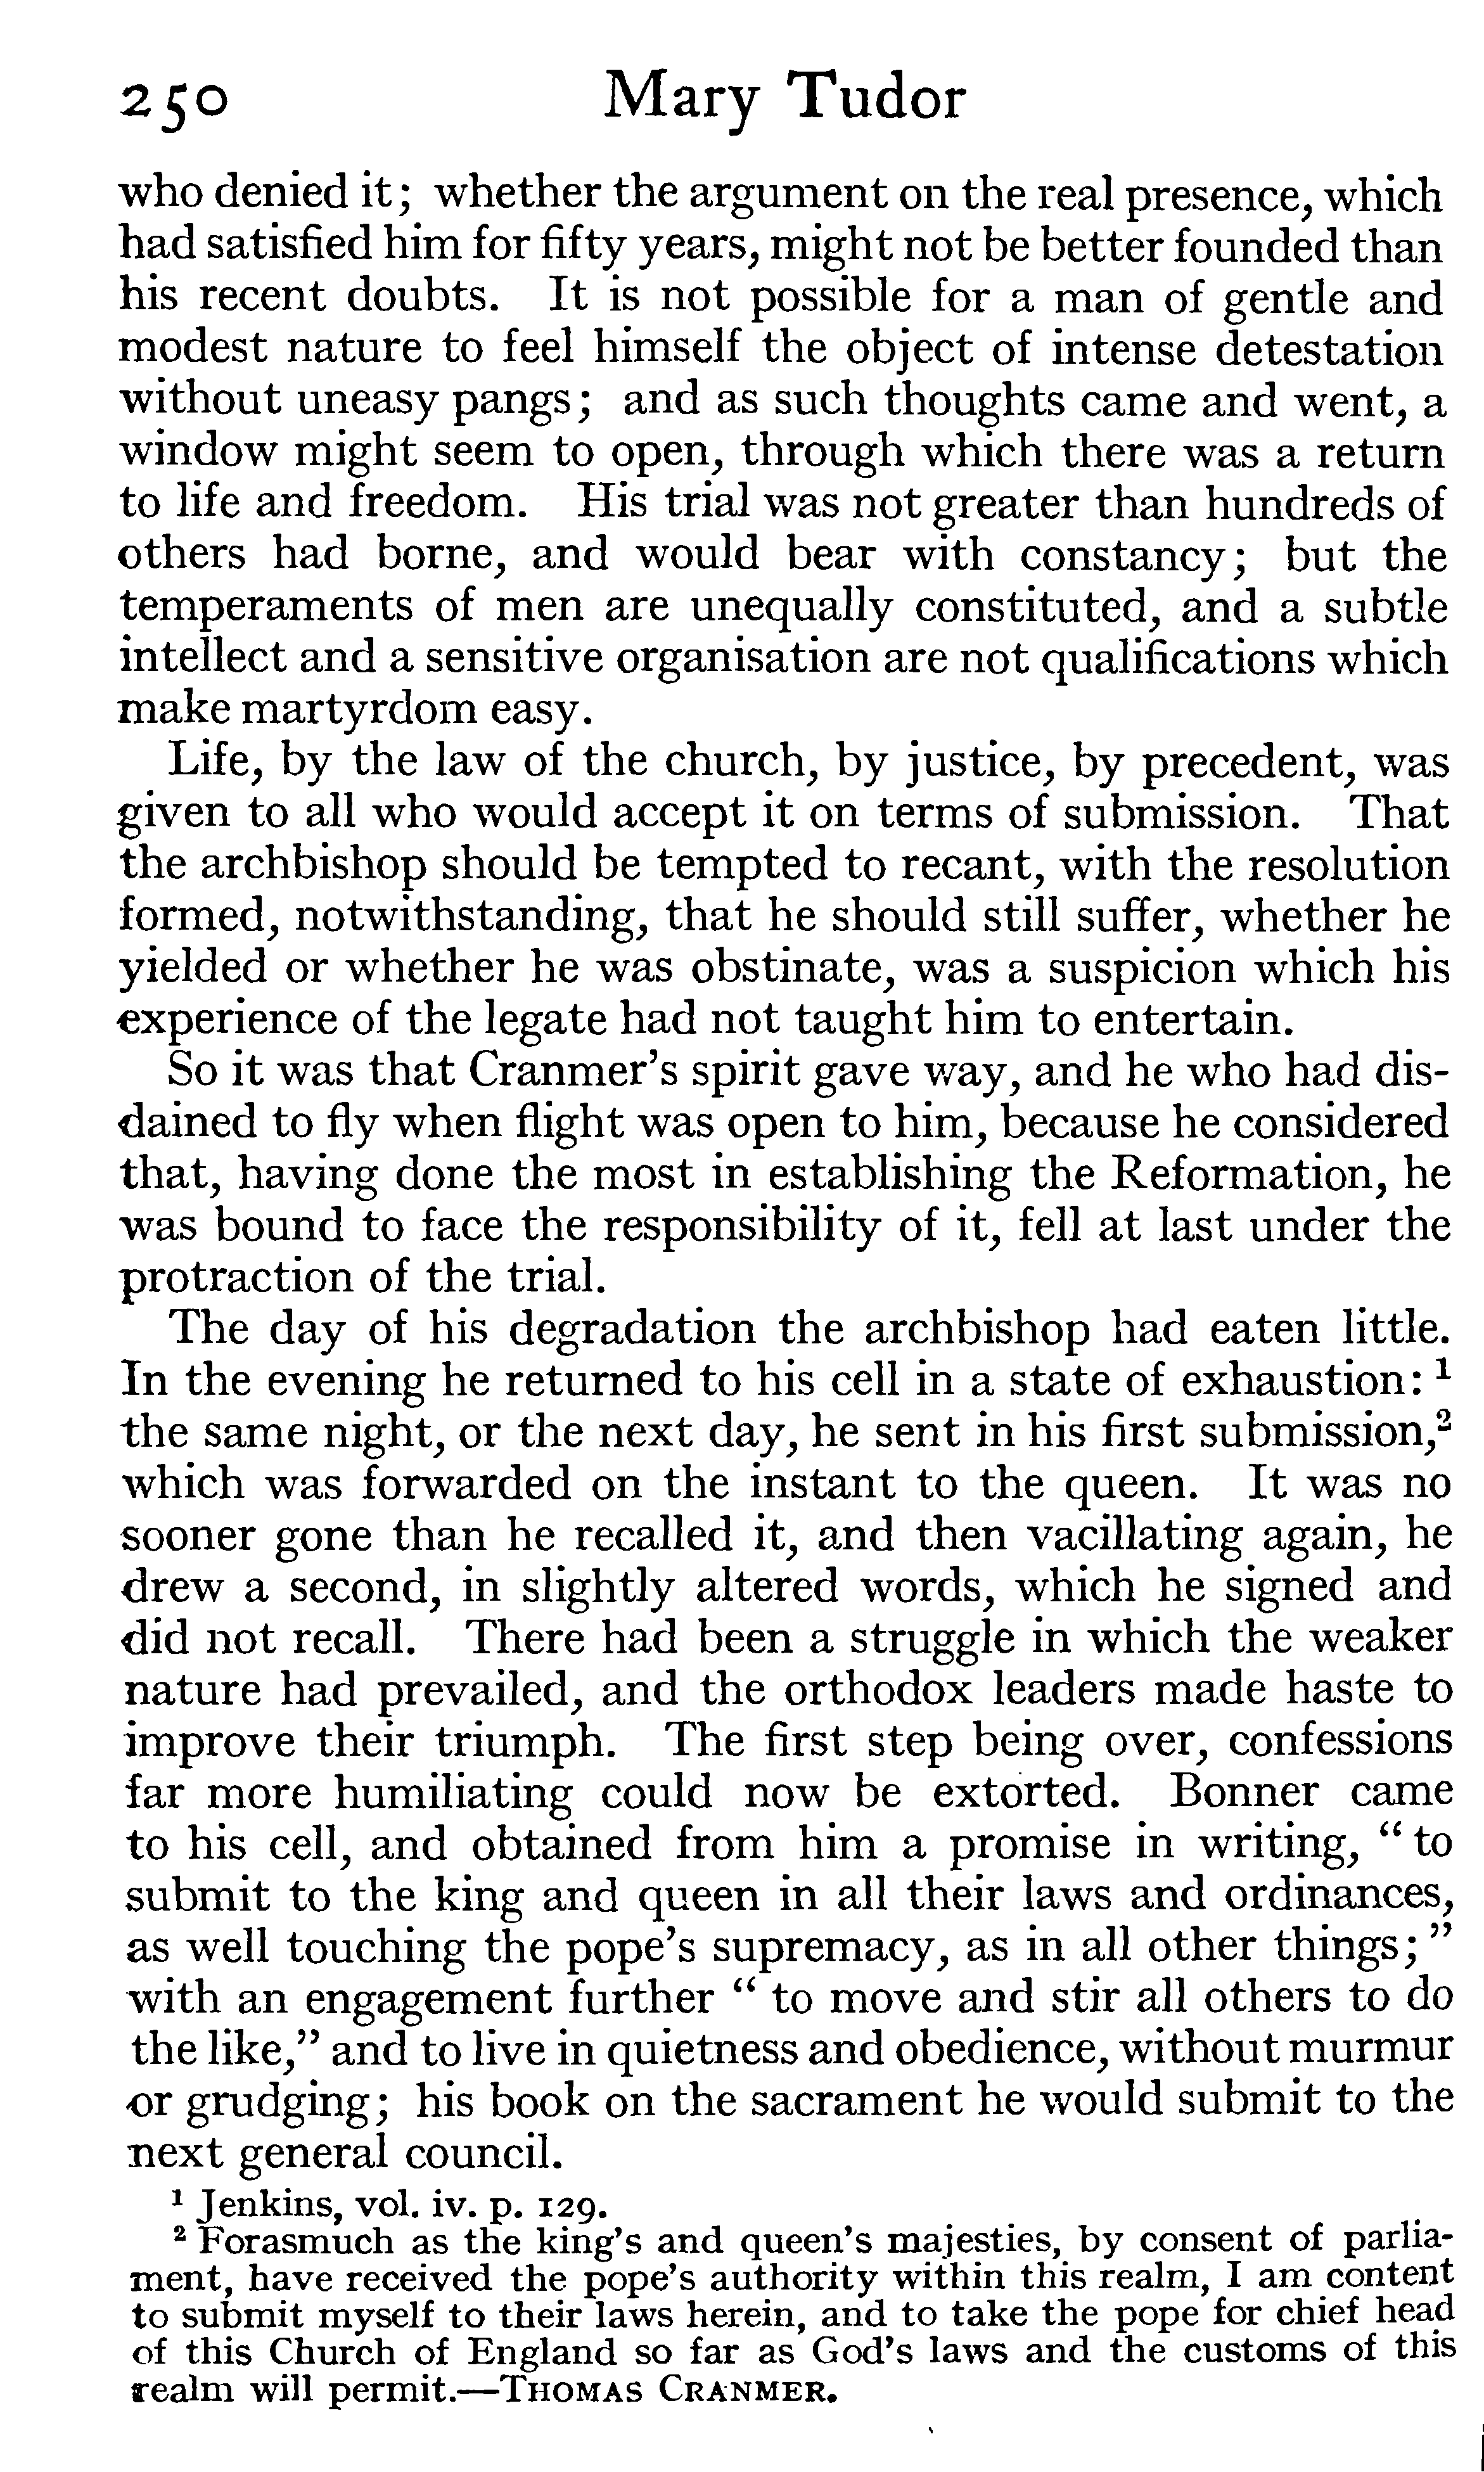 250 Mary Tudor
who denied it; whether the argument on the real presence, which
had satisfied him for fifty years, might not be better founded than
his recent doubts. It is not possible for a man of gentle and
modest nature to feel himself the object of intense detestation
without uneasy pangs; and as such thoughts came and went, a
window might seem to open, through which there was a return
to life and freedom. His trial was not greater than hundreds of
others had borne, and would bear with constancy; but the
temperaments of men are unequally constituted, and a subtle
intellect and a sensitive organisation are not qualifications which
make martyrdom easy.
Life, by the law of the church, by justice, by precedent, was
given to all who would accept it on terms of submission. That
the archbishop should be tempted to recant, with the resolution
formed, notwithstanding, that he should still suffer, whether he
yielded or whether he was obstinate, was a suspicion which his
experience of the legate had not taught him to entertain.
So it was that Cranmer's spirit gave way, and he who had dis-
dained to fly when flight was open to him, because he considered
that, having done the most in establishing the Reformation, he
was bound to face the responsibility of it, fell at last under the
protraction of the trial.
The day of his degradation the archbishop had eaten little.
In the evening he returned to his cell in a state of exhaustion: ¹
the same night, or the next day, he sent in his first submission,²
which was forwarded on the instant to the queen. It was no
sooner gone than he recalled it, and then vacillating again, he
drew a second, in slightly altered words, which he signed and
did not recall. There had been a struggle in which the weaker
nature had prevailed, and the orthodox leaders made haste to
improve their triumph. The first step being over, confessions
far more humiliating could now be extorted. Bonner came
to his cell, and obtained from him a promise in writing, " to
submit to the king and queen in all their laws and ordinances,
as well touching the pope's supremacy, as in all other things; "
with an engagement further " to move and stir all others to do
the like," and to live in quietness and obedience, without murmur
or grudging; his book on the sacrament he would submit to the
next general council.
¹ Jenkins, vol. iv. p. 129.
² Forasmuch as the king's and queen's majesties, by consent of parlia-
ment, have received the pope's authority within this realm, I am content
to submit myself to their laws herein, and to take the pope for chief head
of this Church of England so far as God's laws and the customs of this
realm will permit.—THOMAS CRANMER.